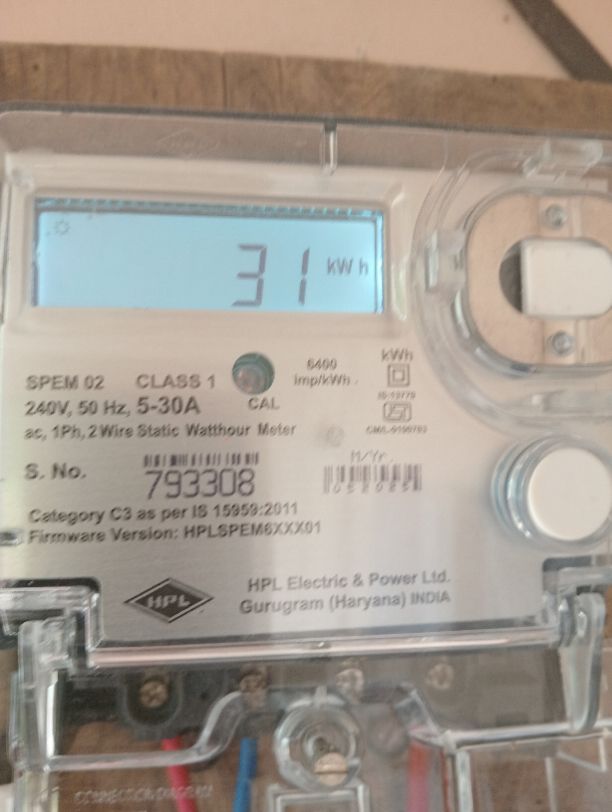 31 kWh
SPEM 02 CLASS 1
6400 imp/kWh
kWh
CAL
240V, 50 Hz, 5-30A
ac, 1Ph, 2 Wire Static Watthour Meter
IS:13779
S. No. 793308
M/Yr.
Category C3 as per IS 15959:2011
Firmware Version: HPLSPEM6XXX01
HPL
HPL Electric & Power Ltd.
Gurugram (Haryana) INDIA